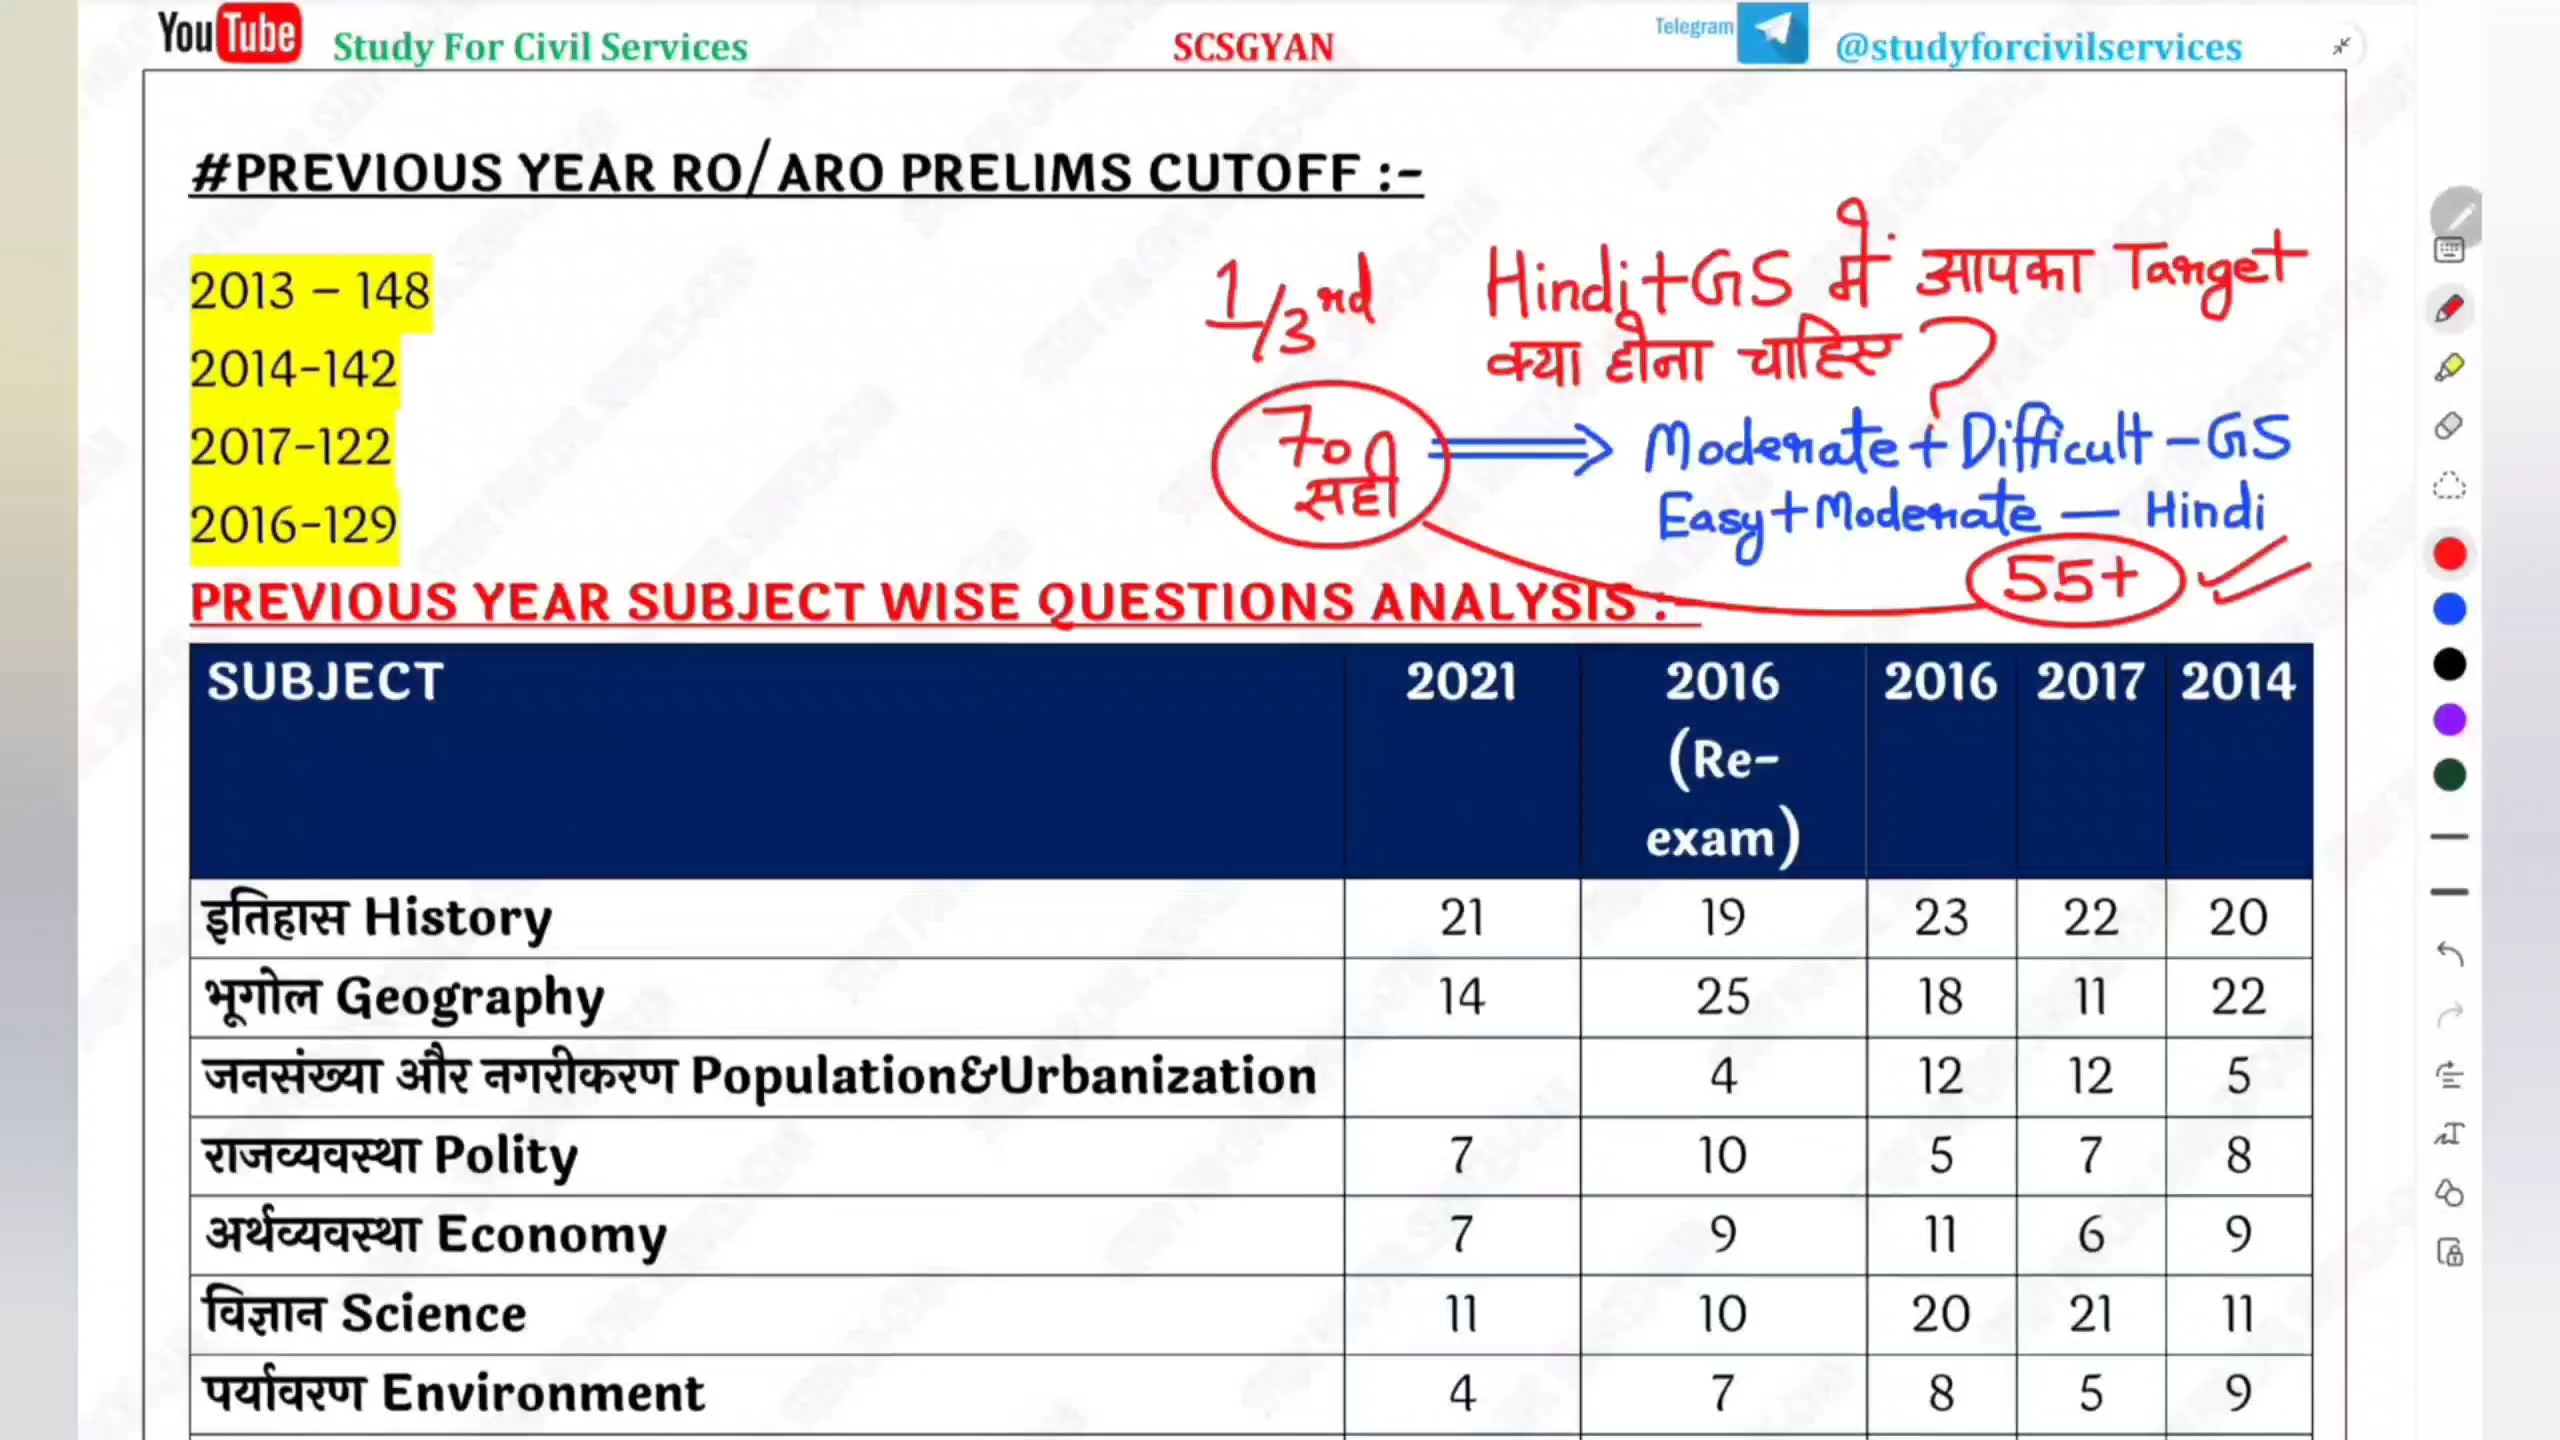 YouTube Study For Civil Services SCSGYAN Telegram @studyforcivilservices
#PREVIOUS YEAR RO/ARO PRELIMS CUTOFF :-
2013 – 148
2014-142
2017-122
2016-129
1/3rd
Hindi+GS में आपका Target
क्या होना चाहिए ?
70 सही
Moderate + Difficult – GS
Easy + Moderate — Hindi
55+
PREVIOUS YEAR SUBJECT WISE QUESTIONS ANALYSIS :-
SUBJECT 2021 2016 (Re-exam) 2016 2017 2014
इतिहास History 21 19 23 22 20
भूगोल Geography 14 25 18 11 22
जनसंख्या और नगरीकरण Population&Urbanization 4 12 12 5
राजव्यवस्था Polity 7 10 5 7 8
अर्थव्यवस्था Economy 7 9 11 6 9
विज्ञान Science 11 10 20 21 11
पर्यावरण Environment 4 7 8 5 9